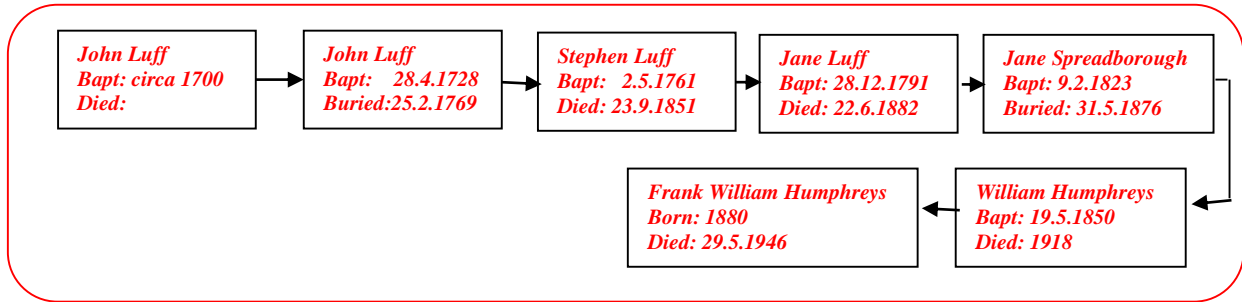 John Luff
Bapt: circa 1700
Died:
John Luff
Bapt: 28.4.1728
Buried:25.2.1769
Stephen Luff
Bapt: 2.5.1761
Died: 23.9.1851
Jane Luff
Bapt: 28.12.1791
Died: 22.6.1882
Jane Spreadborough
Bapt: 9.2.1823
Buried: 31.5.1876
Frank William Humphreys
Born: 1880
Died: 29.5.1946
William Humphreys
Bapt: 19.5.1850
Died: 1918